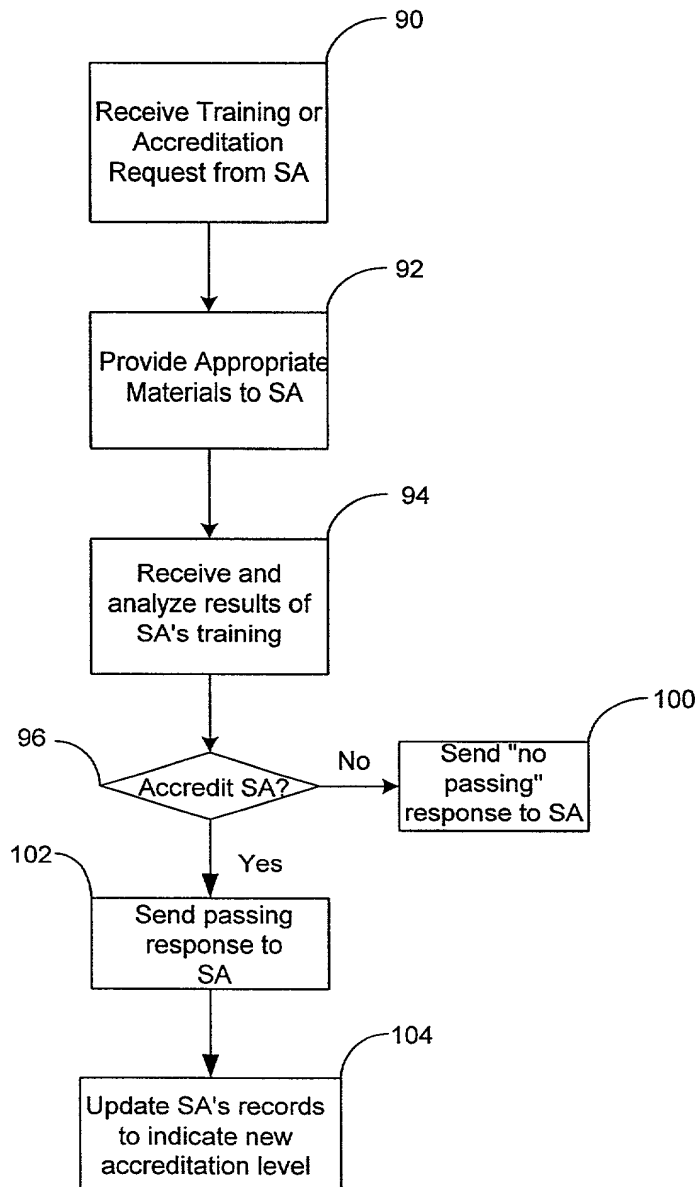 90
Receive Training or
Accreditation
Request from SA
92
Provide Appropriate
Materials to SA
94
Receive and
analyze results of
SA's training
96
Accredit SA?
No
100
Send "no
passing"
response to SA
Yes
102
Send passing
response to
SA
104
Update SA's records
to indicate new
accreditation level